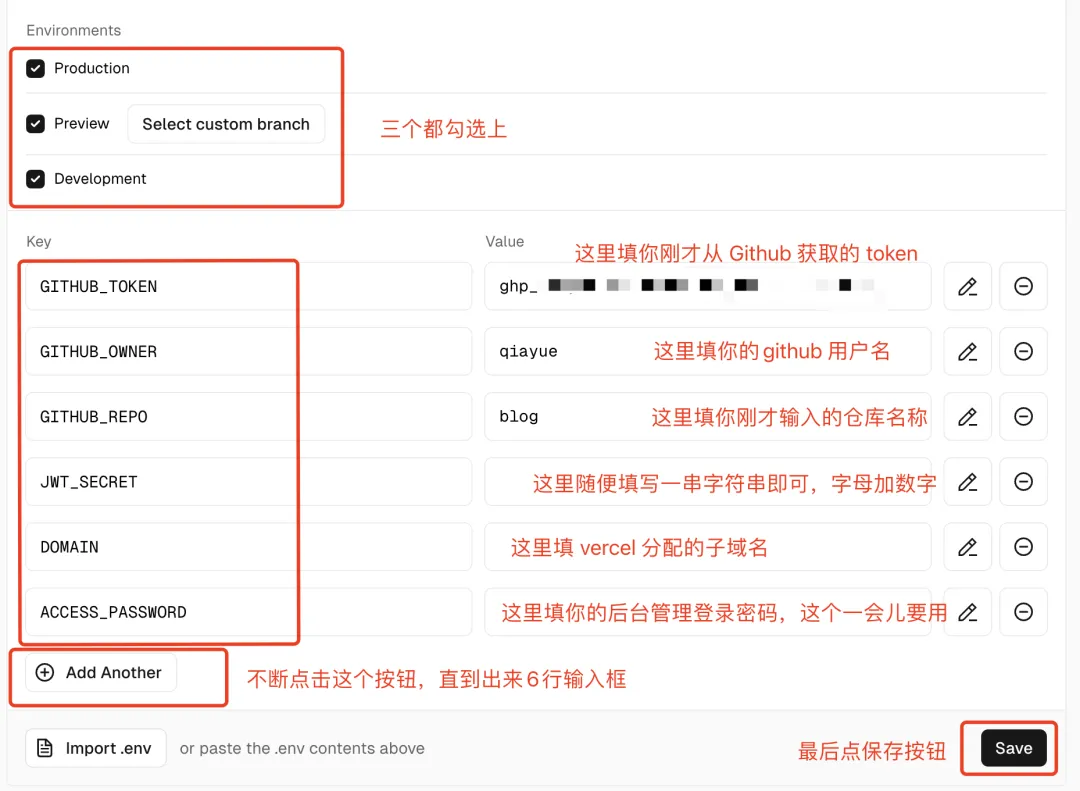 Environments
Production
Preview Select custom branch 三个都勾选上
Development
Key Value 这里填你刚才从 Github 获取的 token
GITHUB_TOKEN ghp_
GITHUB_OWNER qiayue 这里填你的github 用户名
GITHUB_REPO blog 这里填你刚才输入的仓库名称
JWT_SECRET 这里随便填写一串字符串即可，字母加数字
DOMAIN 这里填 vercel 分配的子域名
ACCESS_PASSWORD 这里填你的后台管理登录密码，这个一会儿要用
Add Another 不断点击这个按钮，直到出来6行输入框
Import .env or paste the .env contents above 最后点保存按钮 Save